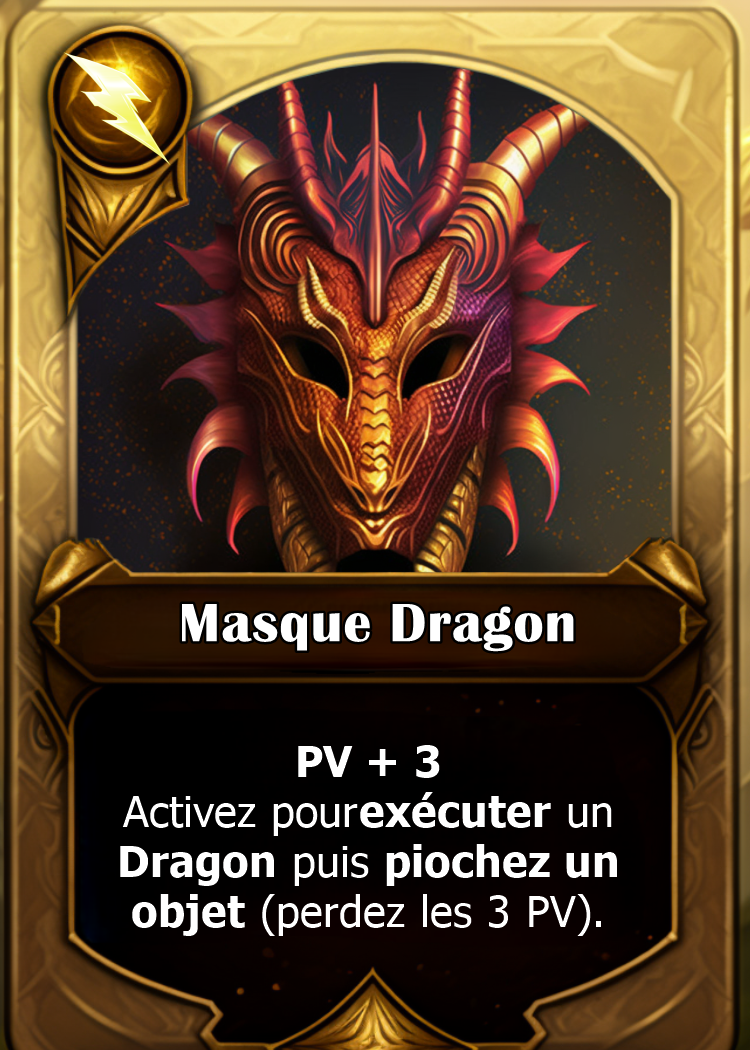 Masque Dragon
PV + 3
Activez pourexécuter un
Dragon puis piochez un
objet (perdez les 3 PV).